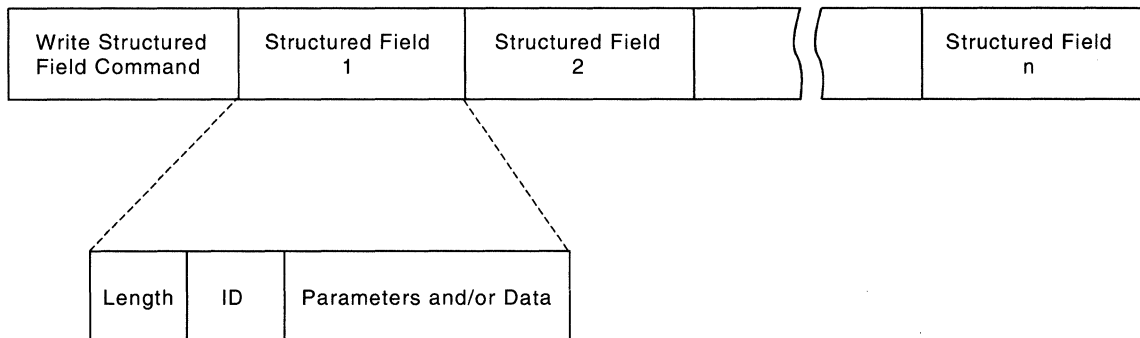 Write Structured
Field Command
Structured Field
1
Structured Field
2
Structured Field
n
Length
ID
Parameters and/or Data